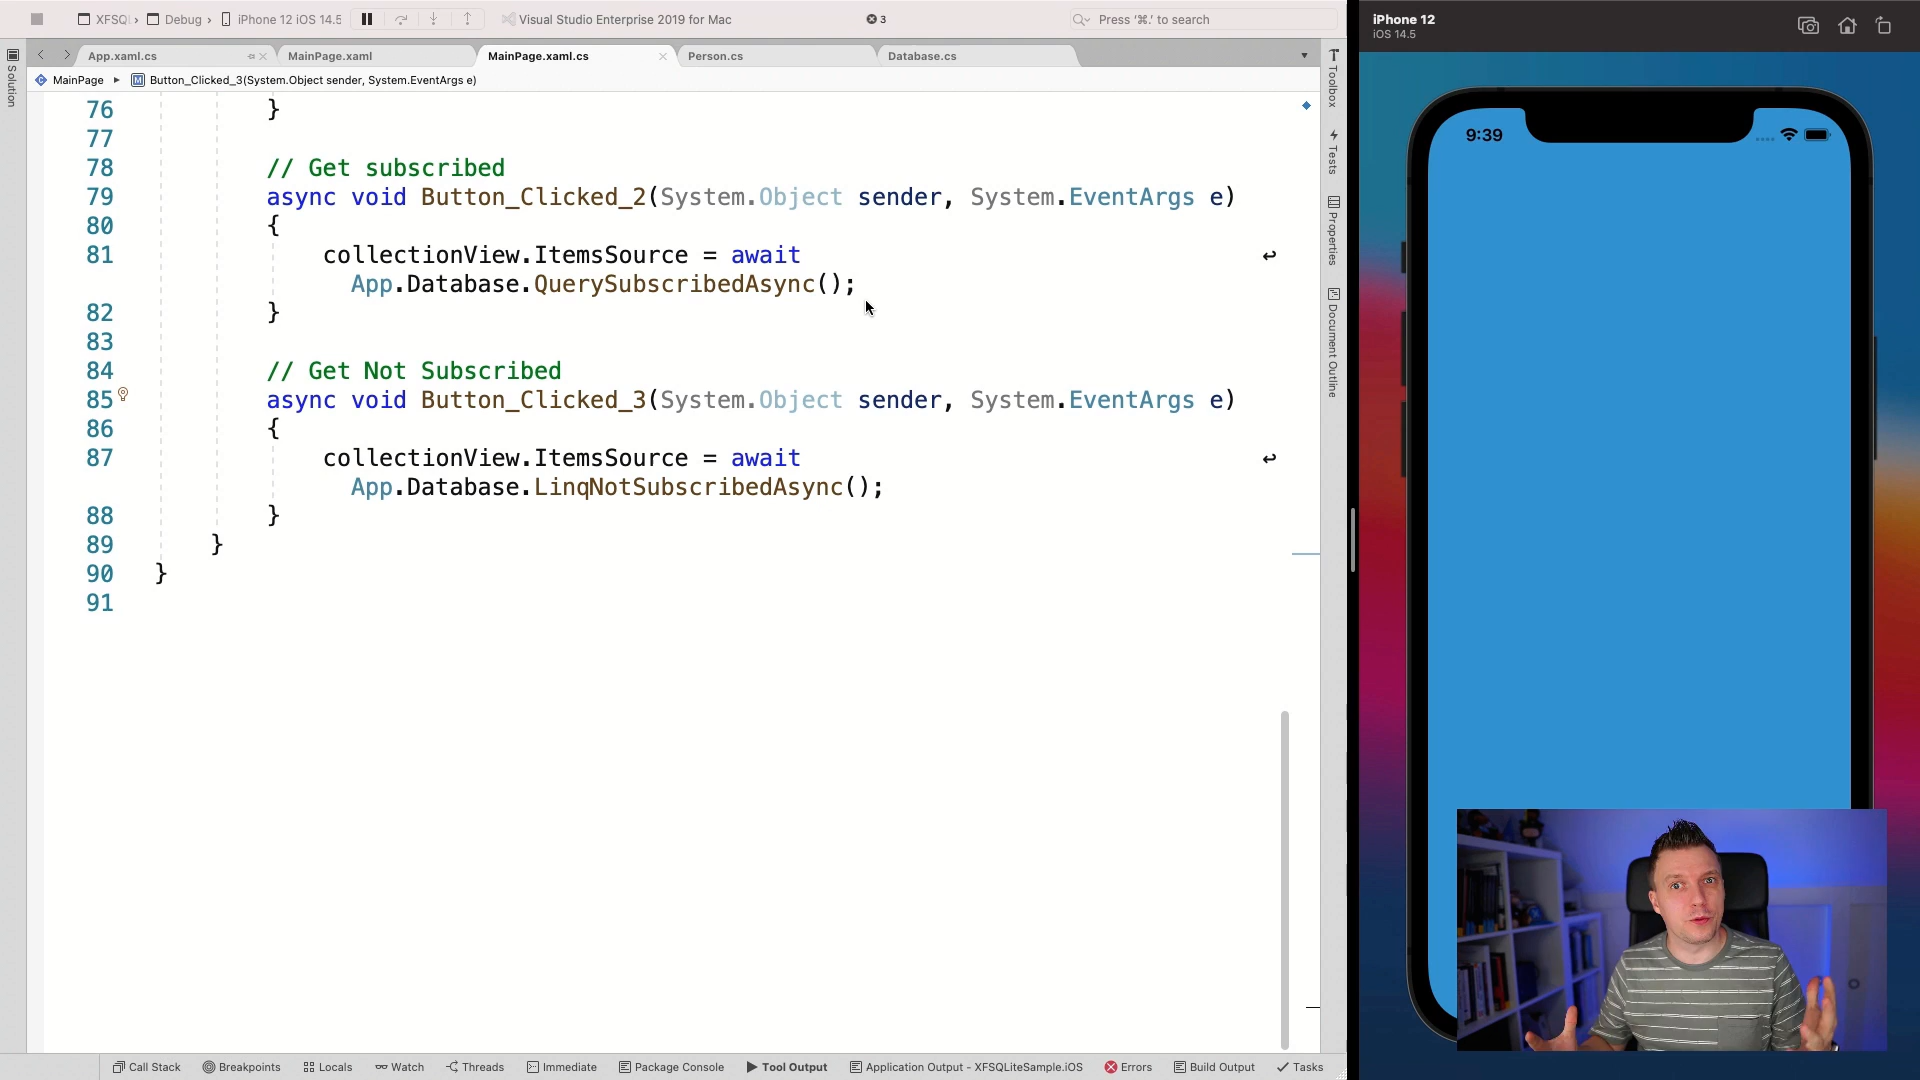 XFSQL › Debug › iPhone 12 iOS 14.5
Visual Studio Enterprise 2019 for Mac
3
Press '⌘.' to search
iPhone 12
iOS 14.5
App.xaml.cs
MainPage.xaml
MainPage.xaml.cs
Person.cs
Database.cs
MainPage ▸ Button_Clicked_3(System.Object sender, System.EventArgs e)
Solution
Toolbox
Tests
Properties
Document Outline
9:39
76 }
77
78 // Get subscribed
79 async void Button_Clicked_2(System.Object sender, System.EventArgs e)
80 {
81 collectionView.ItemsSource = await
App.Database.QuerySubscribedAsync();
82 }
83
84 // Get Not Subscribed
85 async void Button_Clicked_3(System.Object sender, System.EventArgs e)
86 {
87 collectionView.ItemsSource = await
App.Database.LinqNotSubscribedAsync();
88 }
89 }
90 }
91
Call Stack Breakpoints Locals Watch Threads Immediate Package Console Tool Output Application Output - XFSQLiteSample.iOS Errors Build Output Tasks